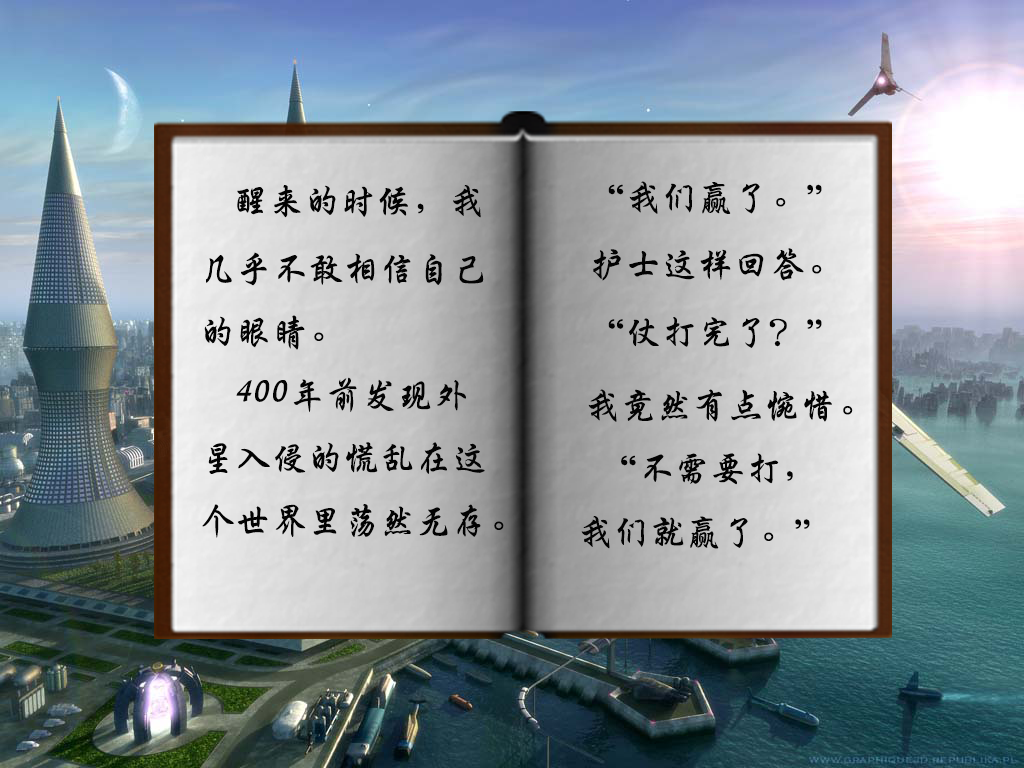 醒来的时候，我
几乎不敢相信自己
的眼睛。
400年前发现外
星入侵的慌乱在这
个世界里荡然无存。
“我们赢了。”
护士这样回答。
“仗打完了？”
我竟然有点惋惜。
“不需要打，
我们就赢了。”
WWW.GRAPHIQUE3D.REPUBLIKA.PL